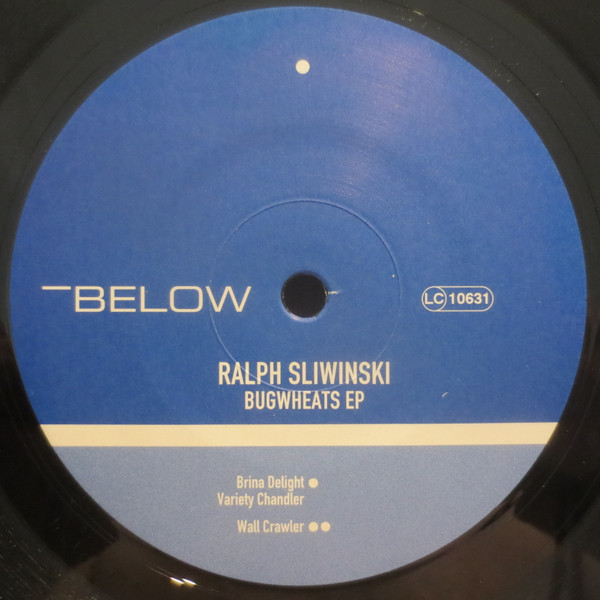 ¯BELOW
LC 10631
RALPH SLIWINSKI
BUGWHEATS EP
Brina Delight ●
Variety Chandler
Wall Crawler ●●